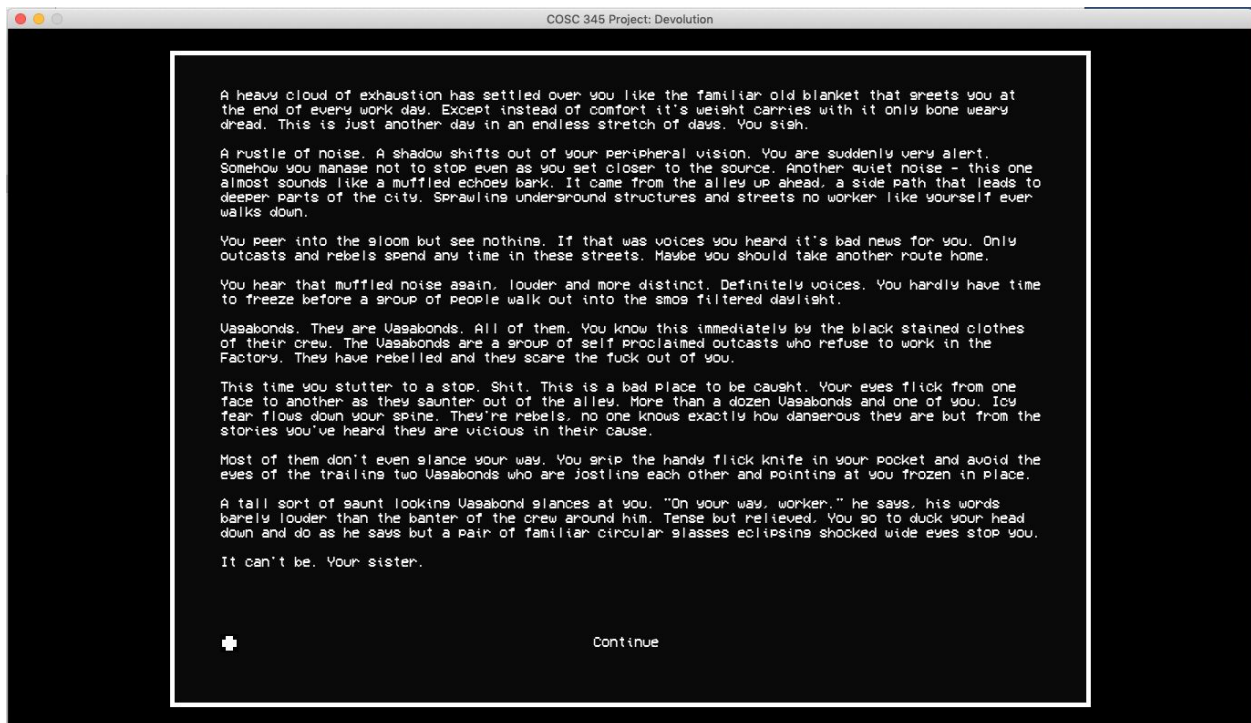 COSC 345 Project: Devolution
A heavy cloud of exhaustion has settled over you like the familiar old blanket that greets you at
the end of every work day. Except instead of comfort it's weight carries with it only bone weary
dread. This is just another day in an endless stretch of days. You sigh.
A rustle of noise. A shadow shifts out of your peripheral vision. You are suddenly very alert.
Somehow you manage not to stop even as you get closer to the source. Another quiet noise - this one
almost sounds like a muffled echoey bark. It came from the alley up ahead, a side path that leads to
deeper parts of the city. Sprawling underground structures and streets no worker like yourself ever
walks down.
You peer into the gloom but see nothing. If that was voices you heard it's bad news for you. Only
outcasts and rebels spend any time in these streets. Maybe you should take another route home.
You hear that muffled noise again, louder and more distinct. Definitely voices. You hardly have time
to freeze before a group of people walk out into the smog filtered daylight.
Vagabonds. They are Vagabonds. All of them. You know this immediately by the black stained clothes
of their crew. The Vagabonds are a group of self proclaimed outcasts who refuse to work in the
Factory. They have rebelled and they scare the fuck out of you.
This time you stutter to a stop. Shit. This is a bad place to be caught. Your eyes flick from one
face to another as they saunter out of the alley. More than a dozen Vagabonds and one of you. Icy
fear flows down your spine. They're rebels, no one knows exactly how dangerous they are but from the
stories you've heard they are vicious in their cause.
Most of them don't even glance your way. You grip the handy flick knife in your pocket and avoid the
eyes of the trailing two Vagabonds who are jostling each other and pointing at you frozen in place.
A tall sort of gaunt looking Vagabond glances at you. "On your way, worker." he says, his words
barely louder than the banter of the crew around him. Tense but relieved, You go to duck your head
down and do as he says but a pair of familiar circular glasses eclipsing shocked wide eyes stop you.
It can't be. Your sister.
Continue